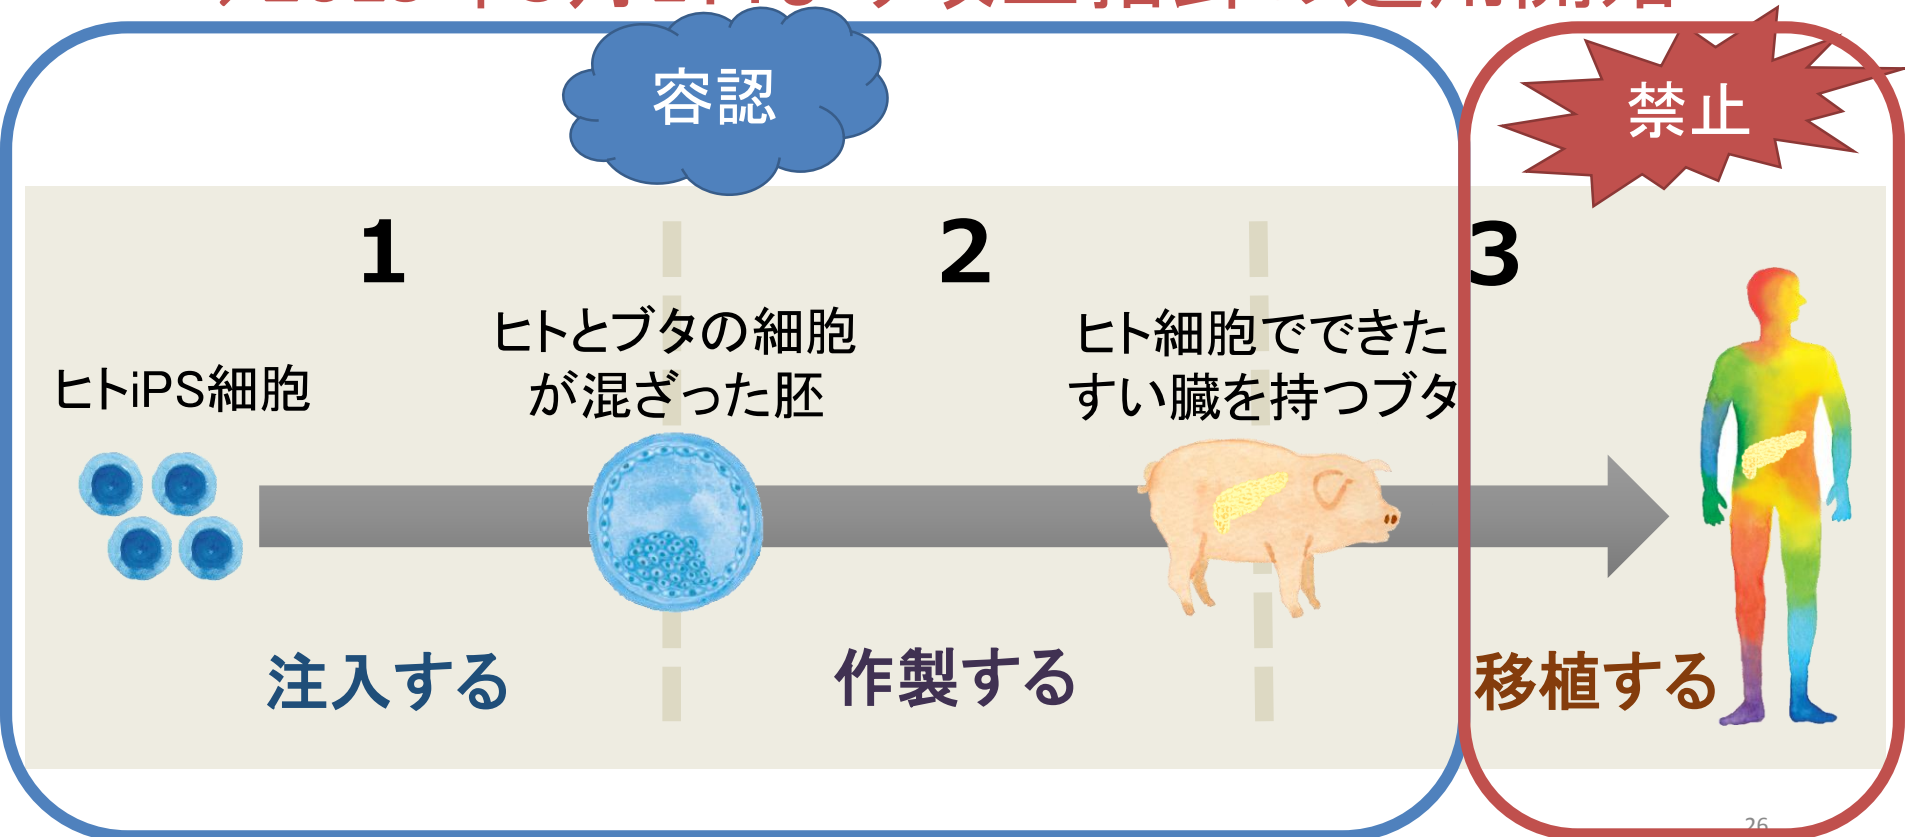 容認
禁止
1
2
3
ヒトiPS細胞
ヒトとブタの細胞
が混ざった胚
ヒト細胞でできた
すい臓を持つブタ
注入する
作製する
移植する
26